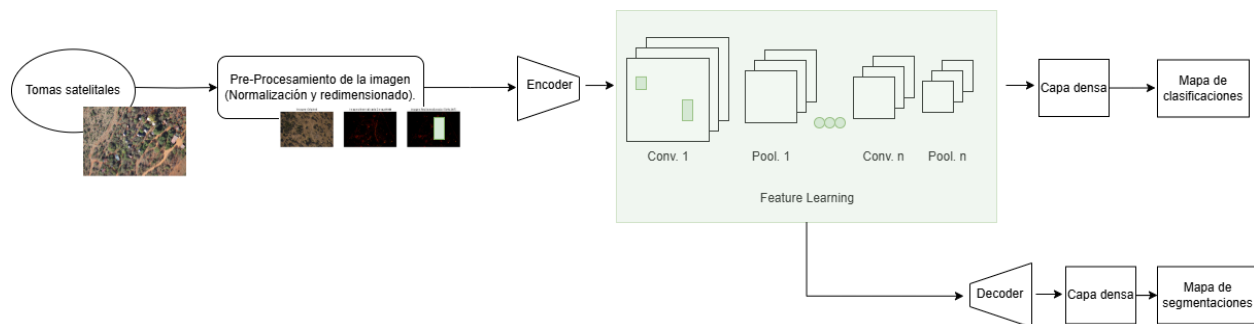 Tomas satelitales
Pre-Procesamiento de la imagen
(Normalización y redimensionado).
Encoder
Conv. 1
Pool. 1
Conv. n
Pool. n
Feature Learning
Capa densa
Mapa de
clasificaciones
Decoder
Capa densa
Mapa de
segmentaciones